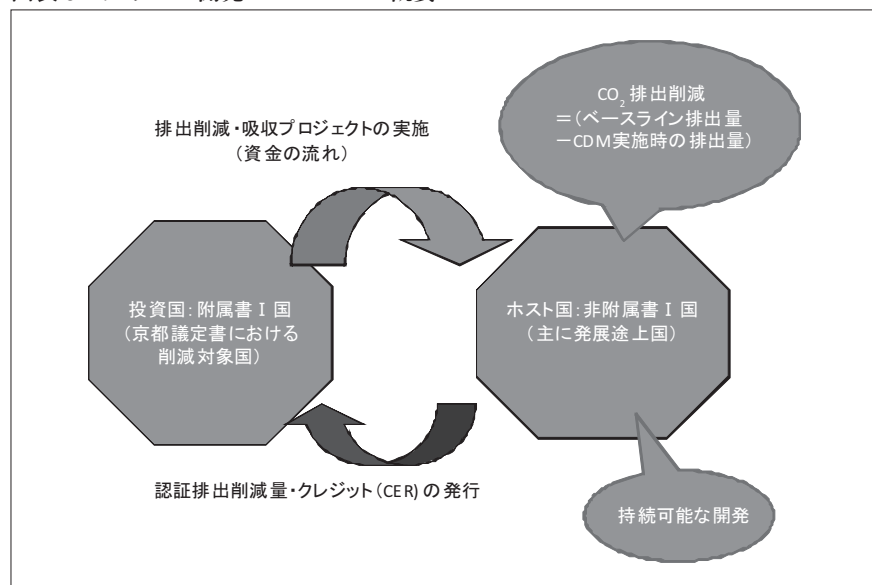 CO2 排出削減
＝（ベースライン排出量
－CDM実施時の排出量）
排出削減・吸収プロジェクトの実施
（資金の流れ）
投資国：附属書Ⅰ国
（京都議定書における
削減対象国）
ホスト国：非附属書Ⅰ国
（主に発展途上国）
認証排出削減量・クレジット（CER)の発行
持続可能な開発